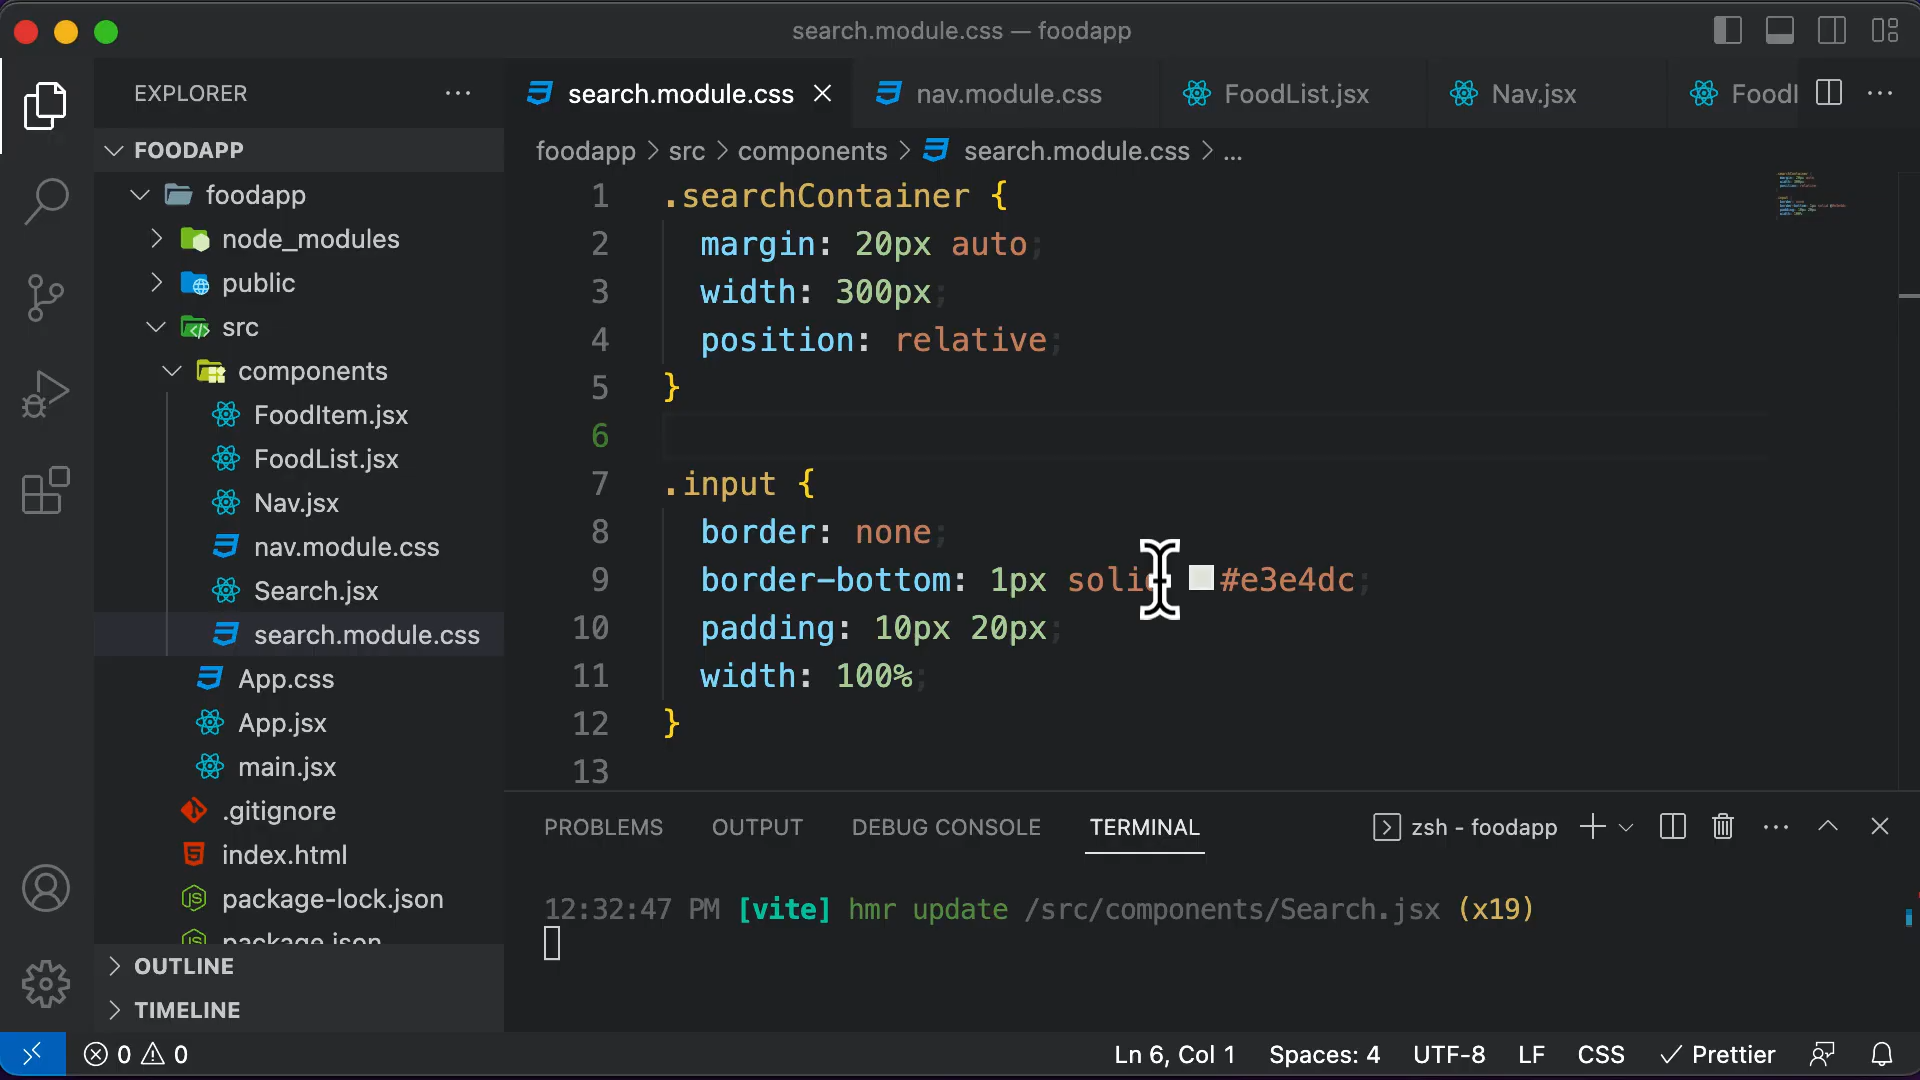 search.module.css — foodapp
EXPLORER
search.module.css
nav.module.css
FoodList.jsx
Nav.jsx
FoodI
FOODAPP
foodapp > src > components > search.module.css > ...
foodapp
node_modules
public
src
components
FoodItem.jsx
FoodList.jsx
Nav.jsx
nav.module.css
Search.jsx
search.module.css
App.css
App.jsx
main.jsx
.gitignore
index.html
package-lock.json
package.json
OUTLINE
TIMELINE
1 .searchContainer {
2 margin: 20px auto;
3 width: 300px;
4 position: relative;
5 }
6
7 .input {
8 border: none;
9 border-bottom: 1px solid #e3e4dc;
10 padding: 10px 20px;
11 width: 100%;
12 }
13
PROBLEMS OUTPUT DEBUG CONSOLE TERMINAL
zsh - foodapp
12:32:47 PM [vite] hmr update /src/components/Search.jsx (x19)
0 0
Ln 6, Col 1 Spaces: 4 UTF-8 LF CSS Prettier